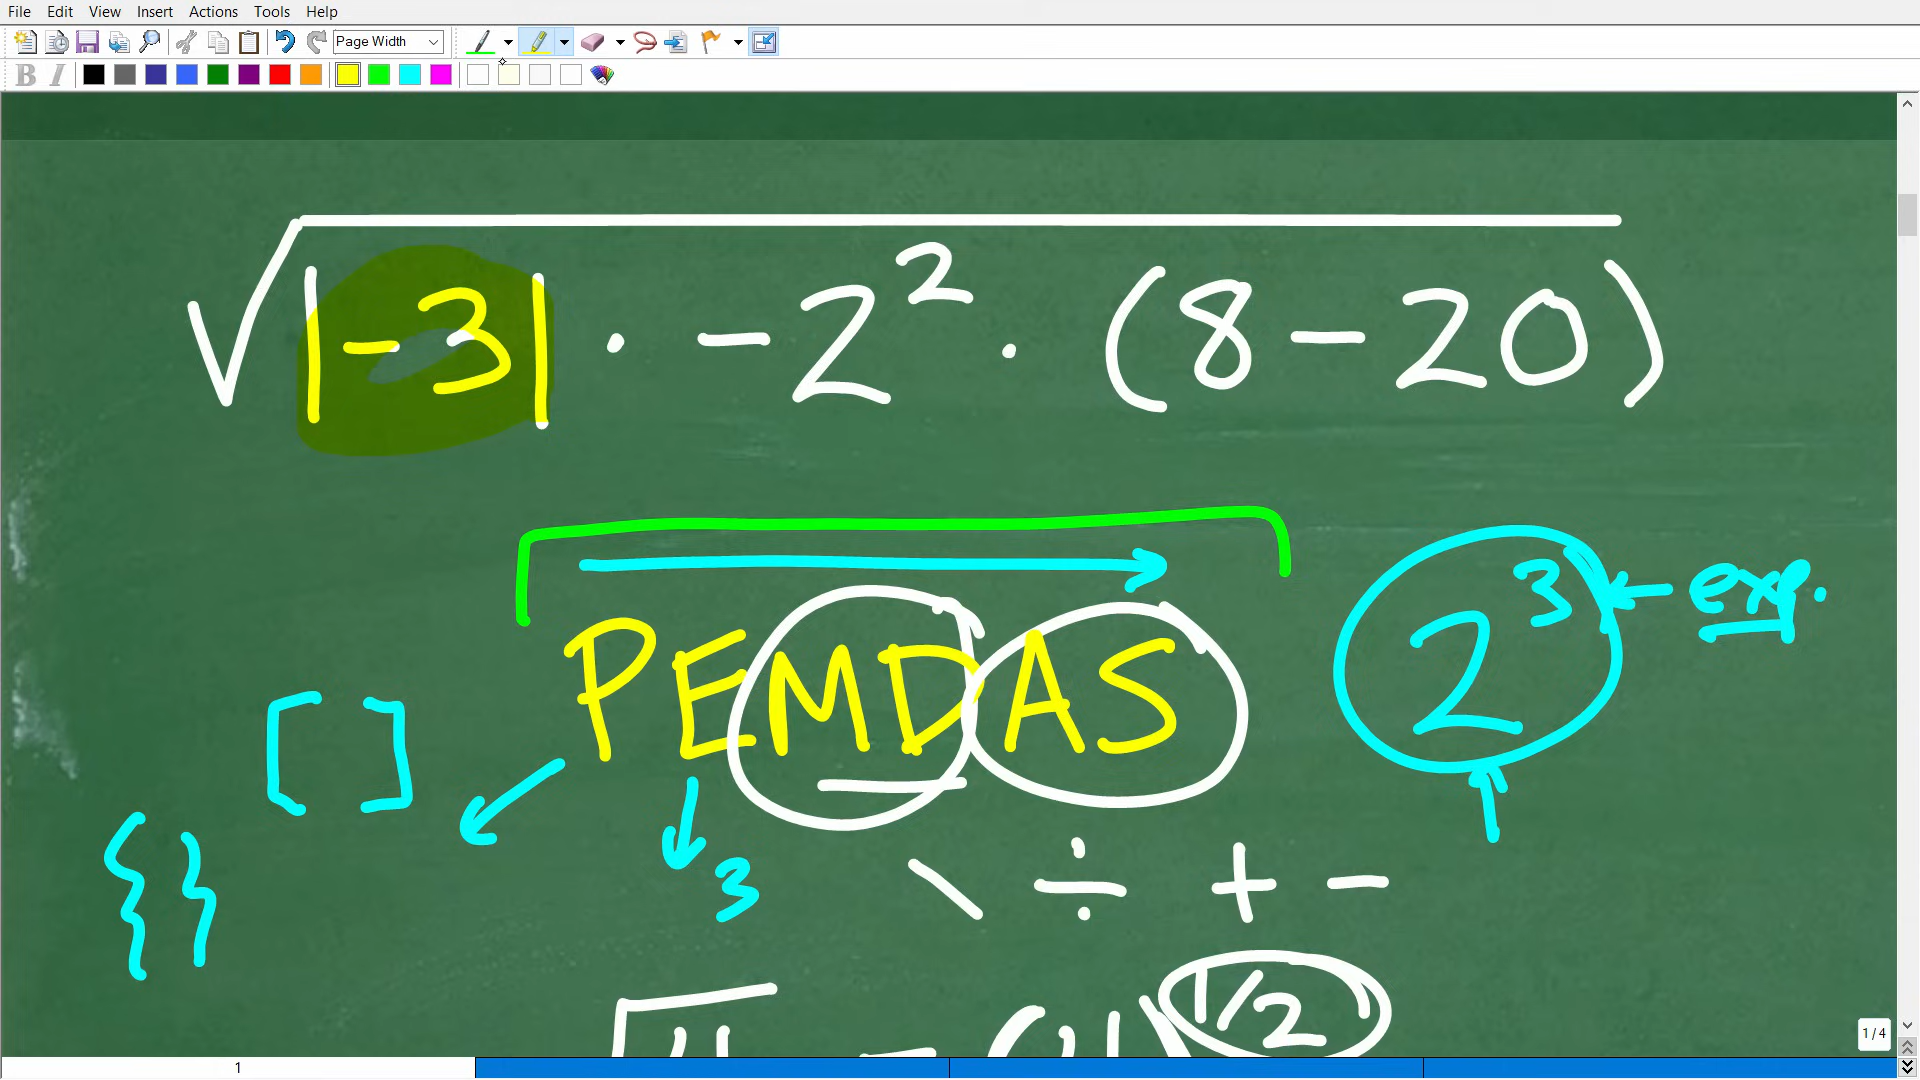 File Edit View Insert Actions Tools Help
Page Width
B I
√|-3| · -2² · (8-20)
2³ ← exp.
PEMDAS
[ ]
{ }
3
÷ + -
1/2
1 / 4
1